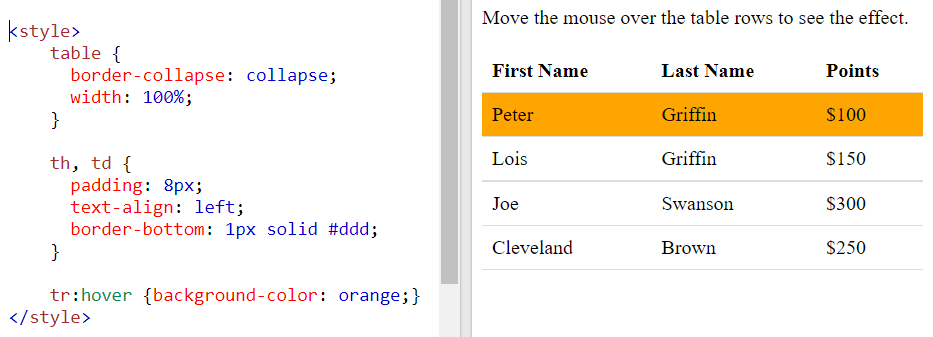 <style>
table {
border-collapse: collapse;
width: 100%;
}
th, td {
padding: 8px;
text-align: left;
border-bottom: 1px solid #ddd;
}
tr:hover {background-color: orange;}
</style>
Move the mouse over the table rows to see the effect.
First Name Last Name Points
Peter Griffin $100
Lois Griffin $150
Joe Swanson $300
Cleveland Brown $250